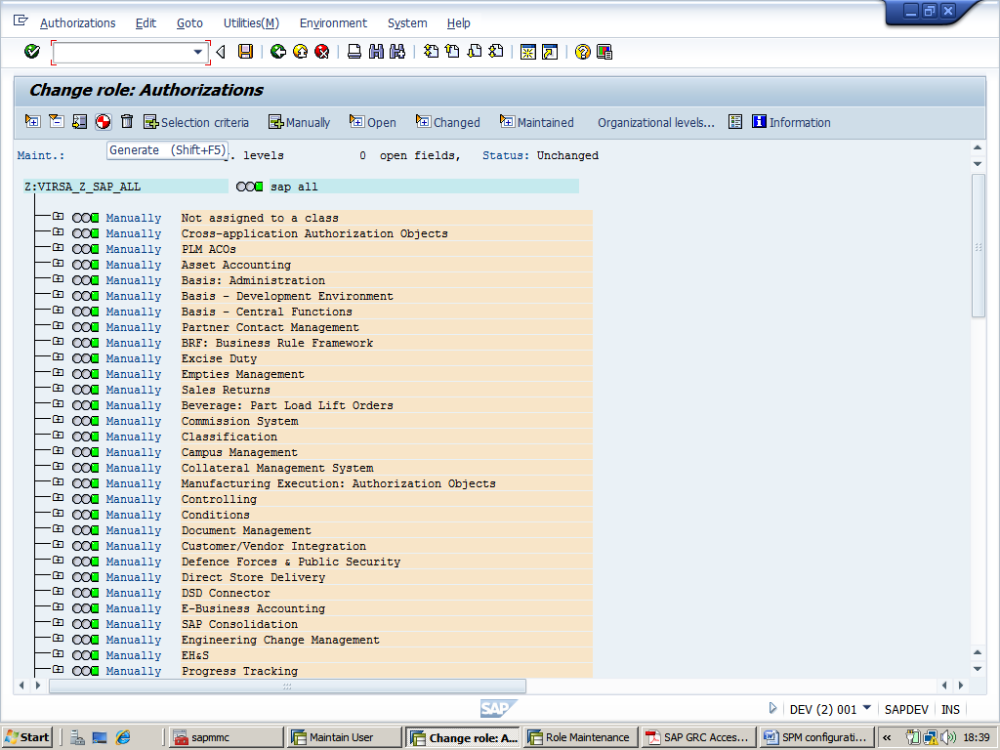 Authorizations Edit Goto Utilities(M) Environment System Help
Change role: Authorizations
Selection criteria Manually Open Changed Maintained Organizational levels... Information
Maint.: . levels 0 open fields, Status: Unchanged
Generate (Shift+F5)
Z:VIRSA_Z_SAP_ALL sap all
Manually Not assigned to a class
Manually Cross-application Authorization Objects
Manually PLM ACOs
Manually Asset Accounting
Manually Basis: Administration
Manually Basis - Development Environment
Manually Basis - Central Functions
Manually Partner Contact Management
Manually BRF: Business Rule Framework
Manually Excise Duty
Manually Empties Management
Manually Sales Returns
Manually Beverage: Part Load Lift Orders
Manually Commission System
Manually Classification
Manually Campus Management
Manually Collateral Management System
Manually Manufacturing Execution: Authorization Objects
Manually Controlling
Manually Conditions
Manually Document Management
Manually Customer/Vendor Integration
Manually Defence Forces & Public Security
Manually Direct Store Delivery
Manually DSD Connector
Manually E-Business Accounting
Manually SAP Consolidation
Manually Engineering Change Management
Manually EH&S
Manually Progress Tracking
SAP DEV (2) 001 SAPDEV INS
Start sapmmc Maintain User Change role: A... Role Maintenance SAP GRC Acces... SPM configurati... « 18:39